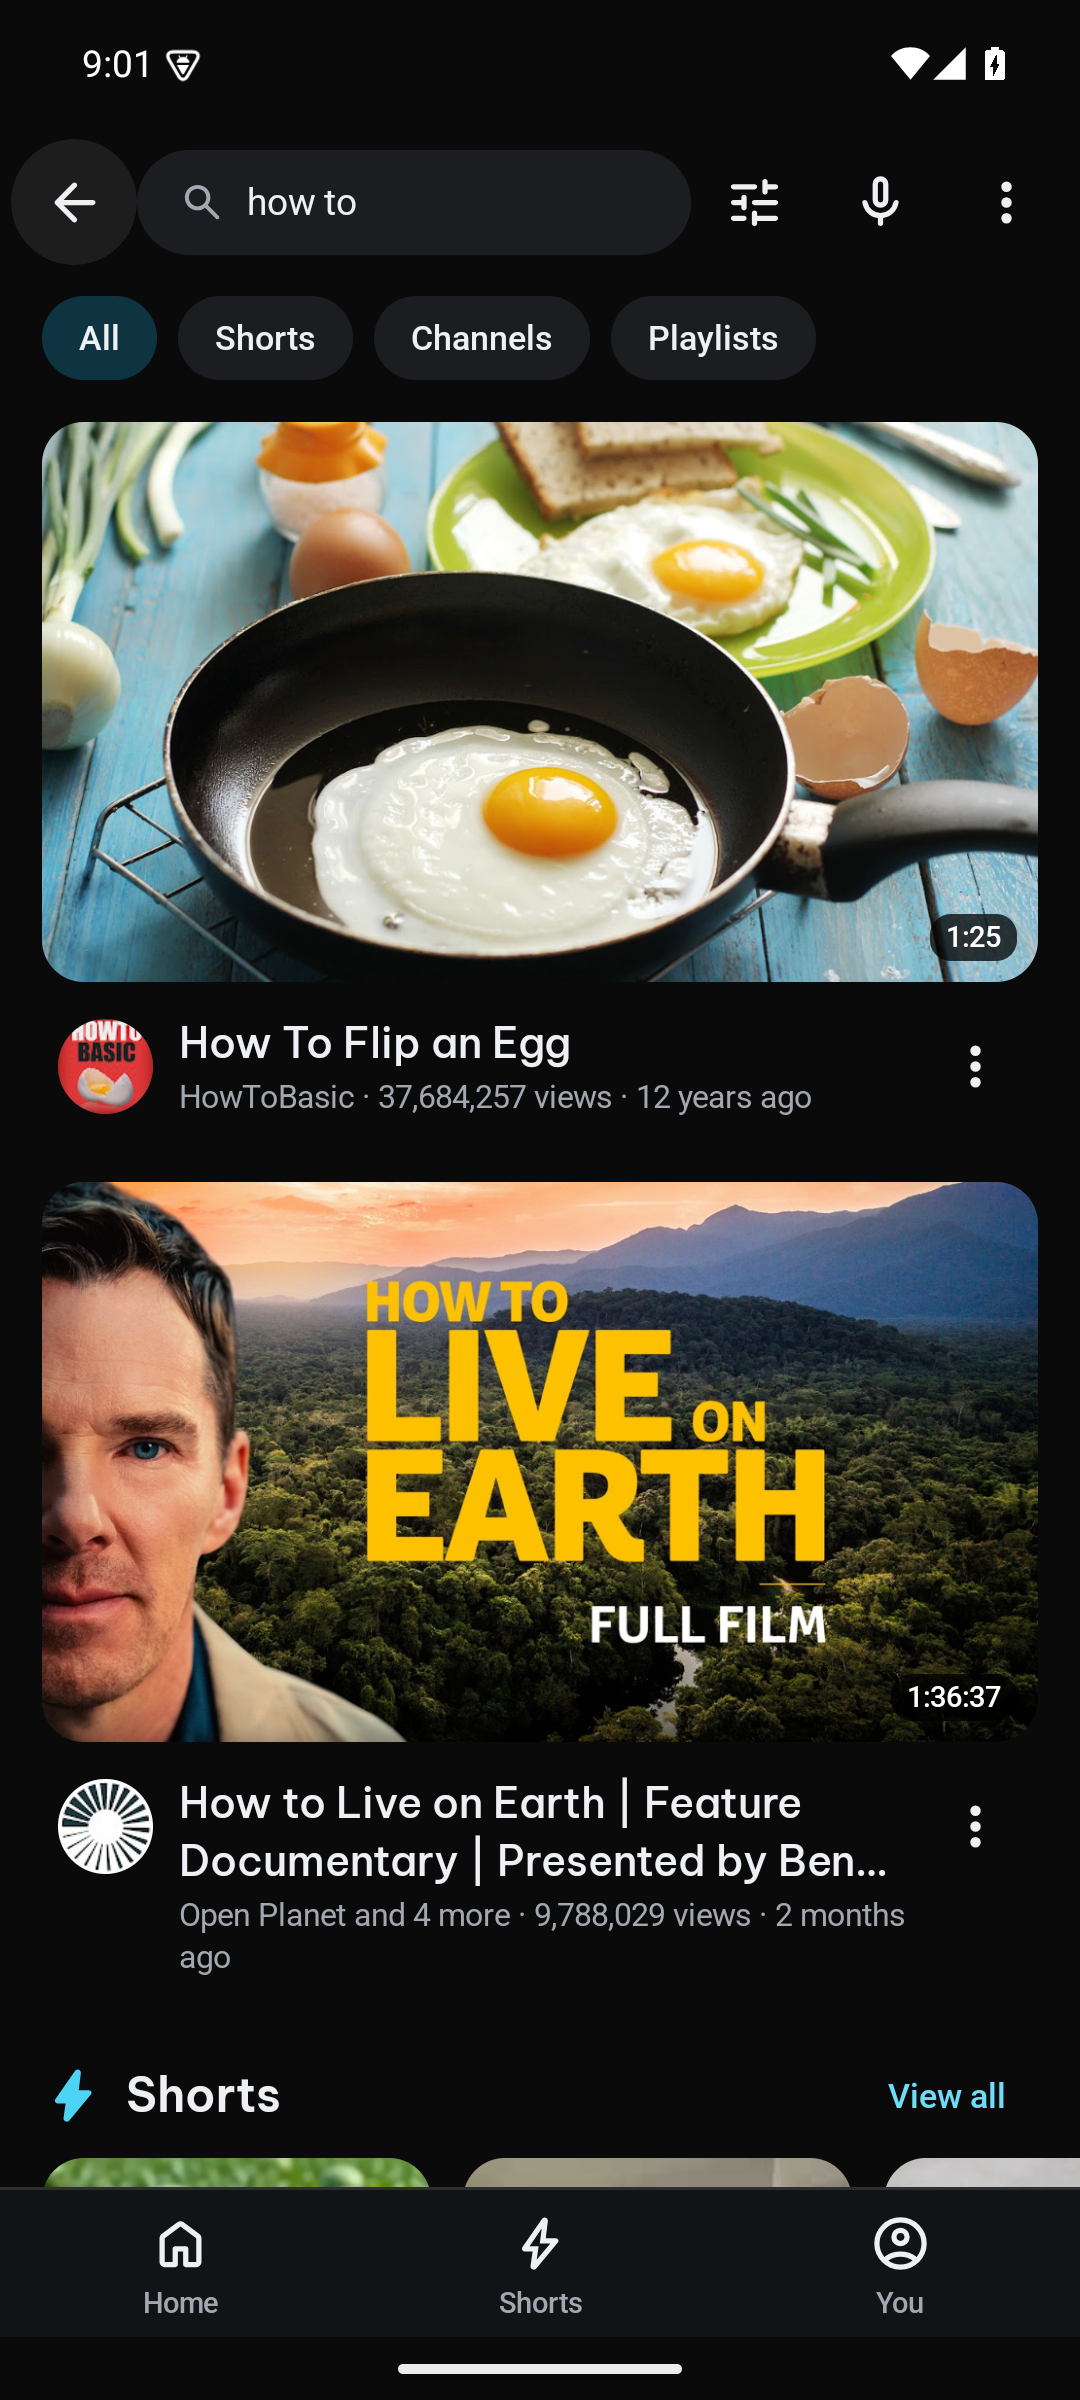 9:01
how to
All
Shorts
Channels
Playlists
1:25
HOWTO
BASIC
How To Flip an Egg
HowToBasic · 37,684,257 views · 12 years ago
HOW TO
LIVE ON
EARTH
FULL FILM
1:36:37
How to Live on Earth | Feature
Documentary | Presented by Ben...
Open Planet and 4 more · 9,788,029 views · 2 months
ago
Shorts
View all
Home
Shorts
You